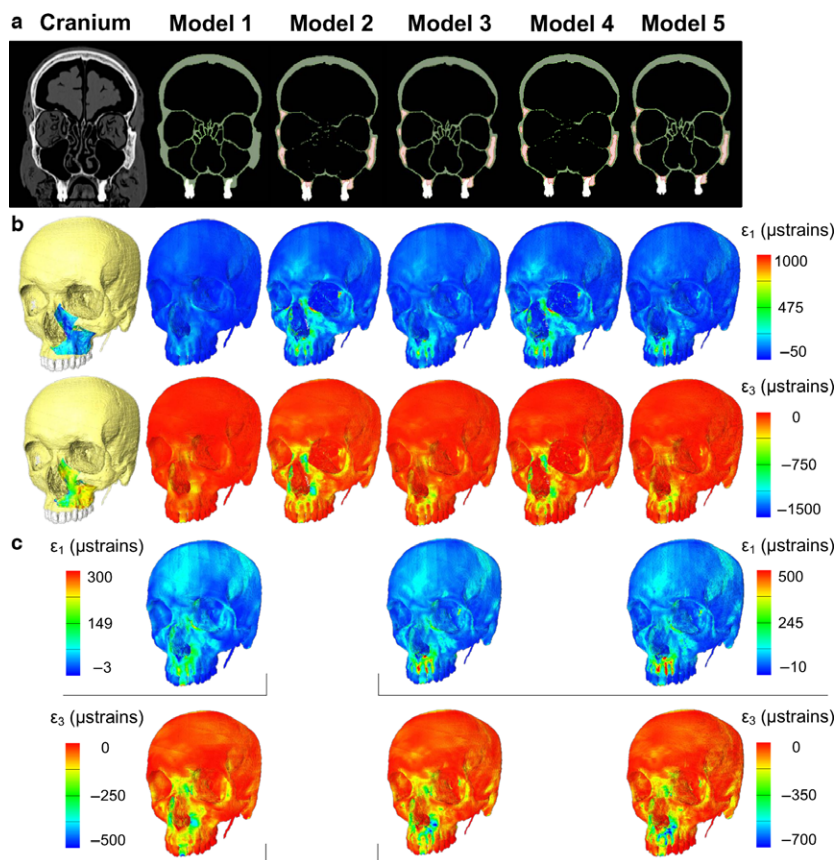 a Cranium Model 1 Model 2 Model 3 Model 4 Model 5
b
ε₁ (μstrains)
1000
475
–50
ε₃ (μstrains)
0
–750
–1500
c
ε₁ (μstrains)
300
149
–3
ε₁ (μstrains)
500
245
–10
ε₃ (μstrains)
0
–250
–500
ε₃ (μstrains)
0
–350
–700